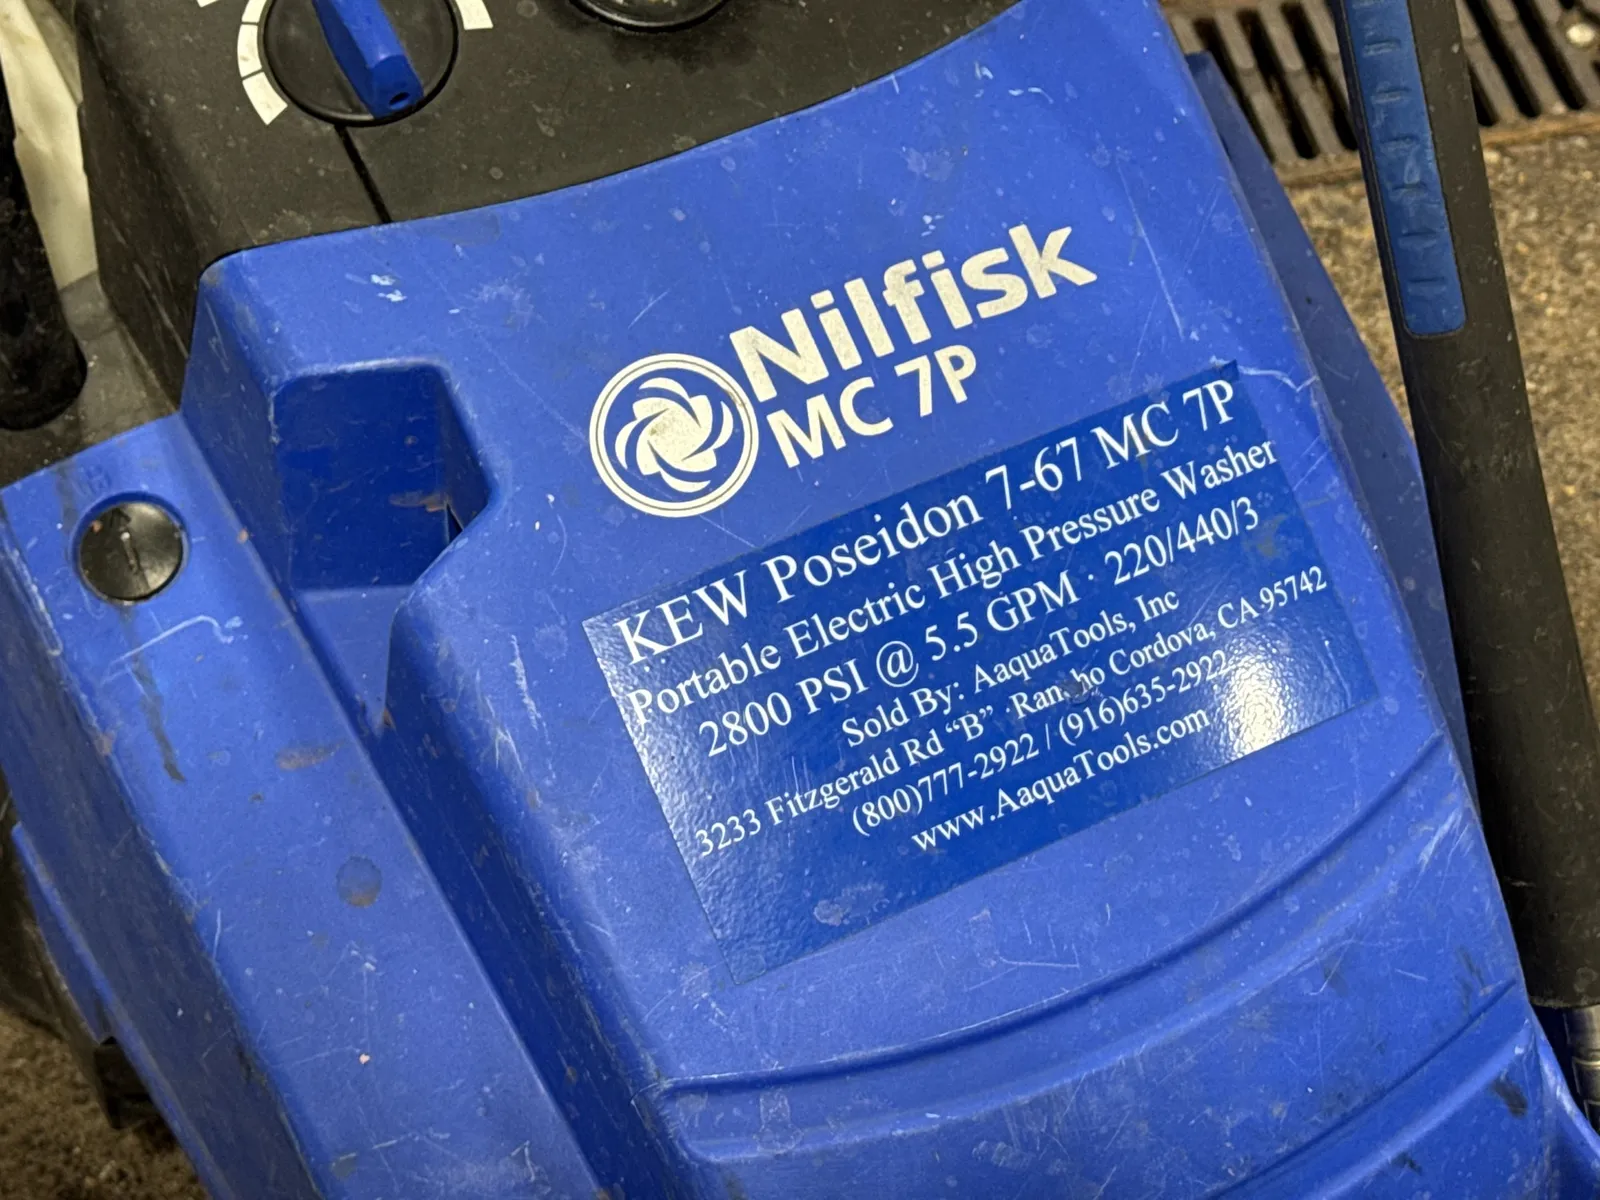 Nilfisk
MC 7P
KEW Poseidon 7-67 MC 7P
Portable Electric High Pressure Washer
2800 PSI @ 5.5 GPM · 220/440/3
Sold By: AaquaTools, Inc
3233 Fitzgerald Rd “B” · Rancho Cordova, CA 95742
(800)777-2922 / (916)635-2922
www.AaquaTools.com